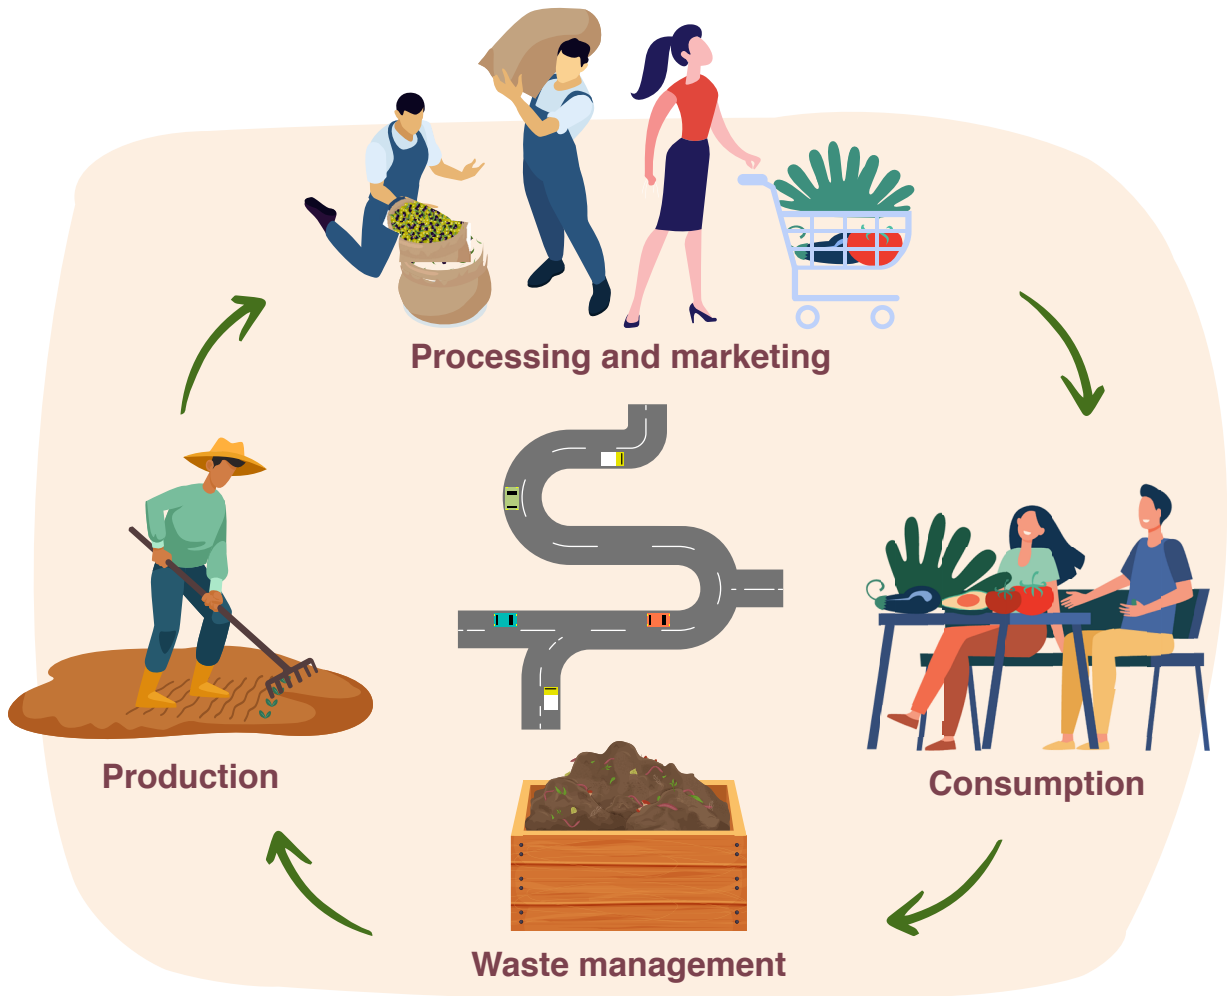 Processing and marketing
Production
Consumption
Waste management